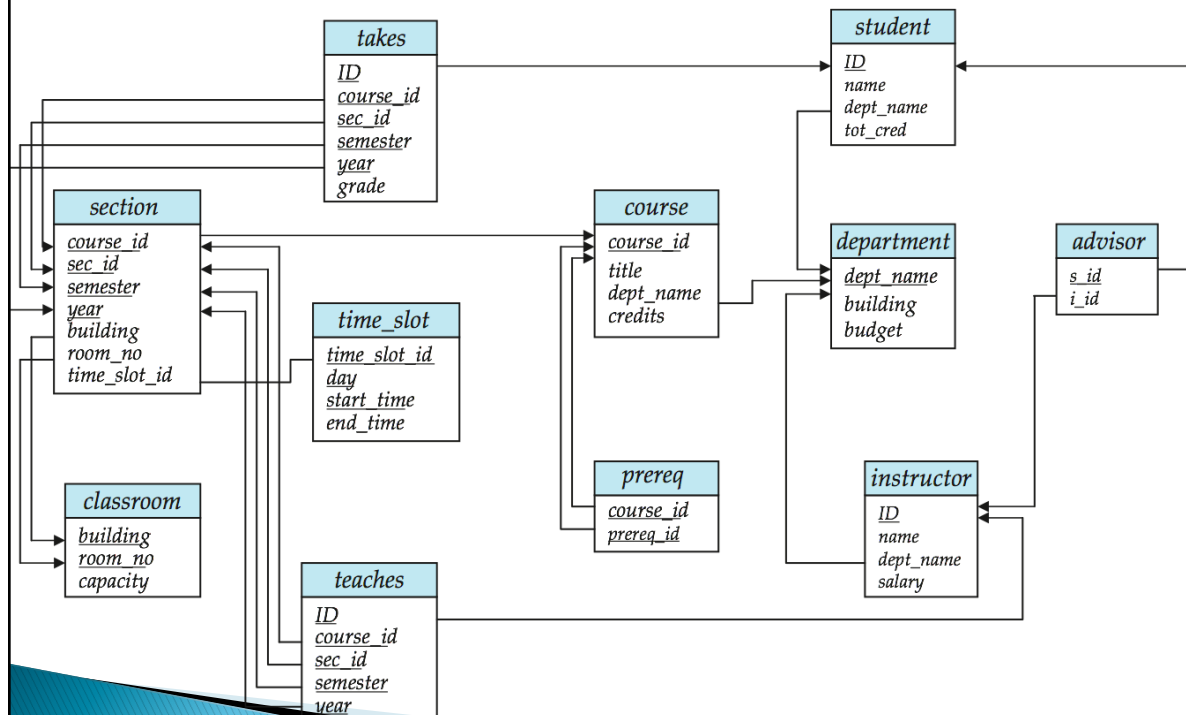 takes
ID
course_id
sec_id
semester
year
grade
student
ID
name
dept_name
tot_cred
section
course_id
sec_id
semester
year
building
room_no
time_slot_id
course
course_id
title
dept_name
credits
department
dept_name
building
budget
advisor
s_id
i_id
time_slot
time_slot_id
day
start_time
end_time
prereq
course_id
prereq_id
instructor
ID
name
dept_name
salary
classroom
building
room_no
capacity
teaches
ID
course_id
sec_id
semester
year